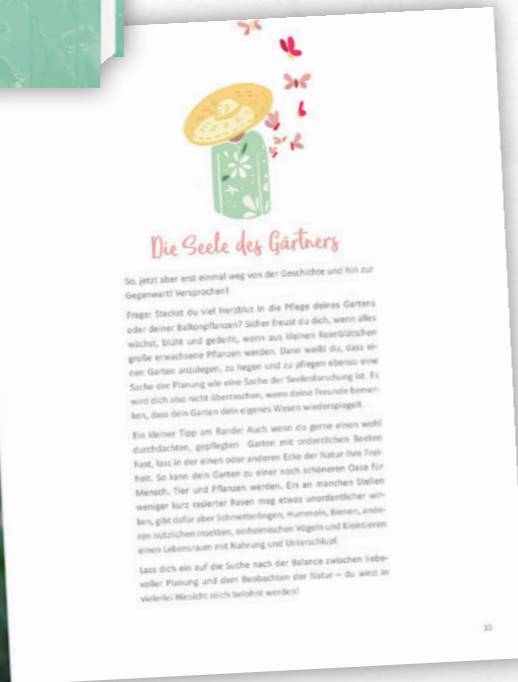 Die Seele des Gärtners
So, jetzt aber erst einmal weg von der Geschichte und hin zur
Gegenwart! Versprochen!
Frage: Steckst du viel Herzblut in die Pflege deines Gartens
oder deiner Balkonpflanzen? Sicher freust du dich, wenn alles
wächst, blüht und gedeiht, wenn aus kleinen Keimblättchen
große erwachsene Pflanzen werden. Dann weißt du, dass ei-
nen Garten anzulegen, zu hegen und zu pflegen ebenso eine
Sache der Planung wie eine Sache der Seelenforschung ist. Es
wird dich also nicht überraschen, wenn deine Freunde bemer-
ken, dass dein Garten dein eigenes Wesen wiederspiegelt.
Ein kleiner Tipp am Rande: Auch wenn du gerne einen wohl
durchdachten, gepflegten Garten mit ordentlichen Beeten
hast, lass in der einen oder anderen Ecke der Natur ihre Frei-
heit. So kann dein Garten zu einer noch schöneren Oase für
Mensch, Tier und Pflanzen werden. Ein an manchen Stellen
weniger kurz rasierter Rasen mag etwas unordentlicher wir-
ken, gibt dafür aber Schmetterlingen, Hummeln, Bienen, ande-
ren nützlichen Insekten, einheimischen Vögeln und Kleintieren
einen Lebensraum mit Nahrung und Unterschlupf.
Lass dich ein auf die Suche nach der Balance zwischen liebe-
voller Planung und dem Beobachten der Natur – du wirst in
vielerlei Hinsicht reich belohnt werden!
15